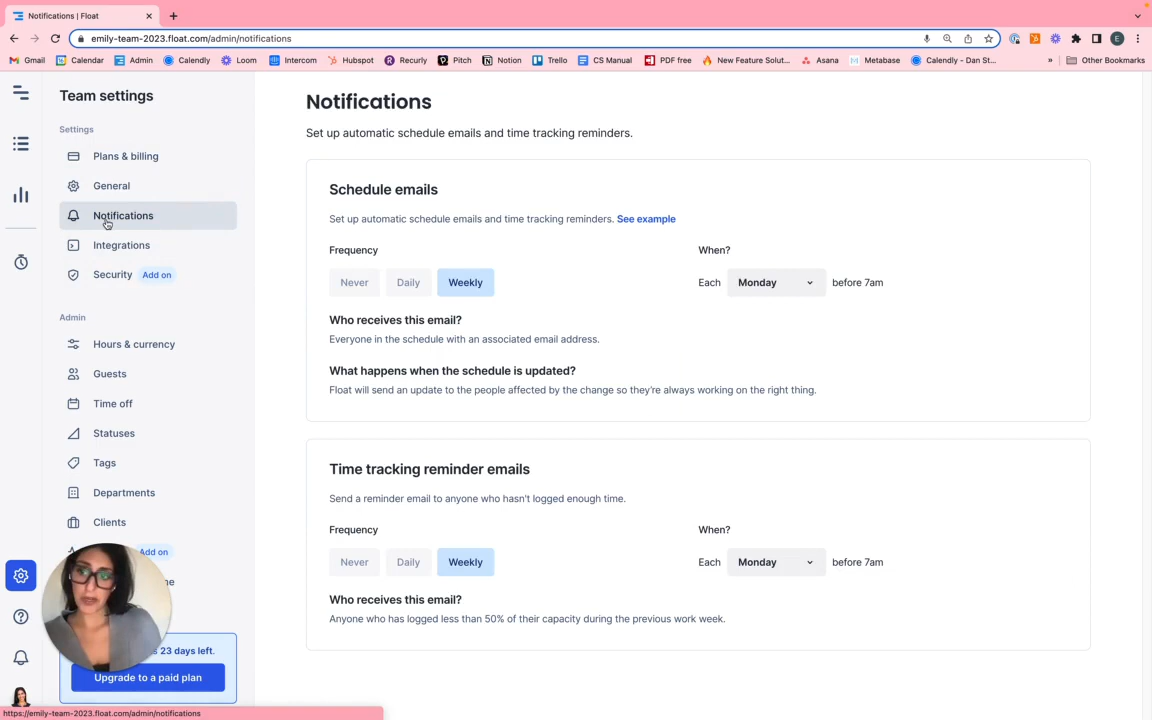 Notifications | Float
emily-team-2023.float.com/admin/notifications
E
Gmail
Calendar
Admin
Calendly
Loom
Intercom
Hubspot
Recurly
Pitch
Notion
Trello
CS Manual
PDF free
New Feature Solut...
Asana
Metabase
Calendly - Dan St...
»
Other Bookmarks
Team settings
Settings
Plans & billing
General
Notifications
Integrations
Security Add on
Admin
Hours & currency
Guests
Time off
Statuses
Tags
Departments
Clients
Add on
23 days left.
Upgrade to a paid plan
https://emily-team-2023.float.com/admin/notifications
Notifications
Set up automatic schedule emails and time tracking reminders.
Schedule emails
Set up automatic schedule emails and time tracking reminders. See example
Frequency
When?
Never Daily Weekly
Each Monday before 7am
Who receives this email?
Everyone in the schedule with an associated email address.
What happens when the schedule is updated?
Float will send an update to the people affected by the change so they're always working on the right thing.
Time tracking reminder emails
Send a reminder email to anyone who hasn't logged enough time.
Frequency
When?
Never Daily Weekly
Each Monday before 7am
Who receives this email?
Anyone who has logged less than 50% of their capacity during the previous work week.